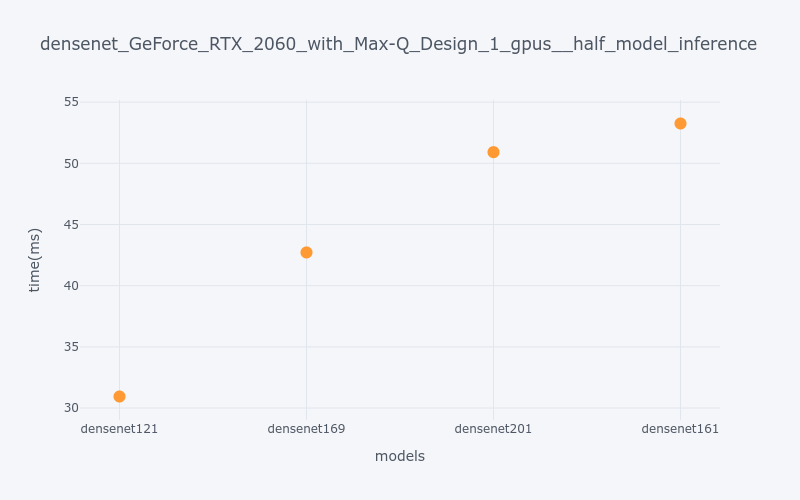 densenet_GeForce_RTX_2060_with_Max-Q_Design_1_gpus__half_model_inference
55
50
45
40
35
30
time(ms)
densenet121 densenet169 densenet201 densenet161
models